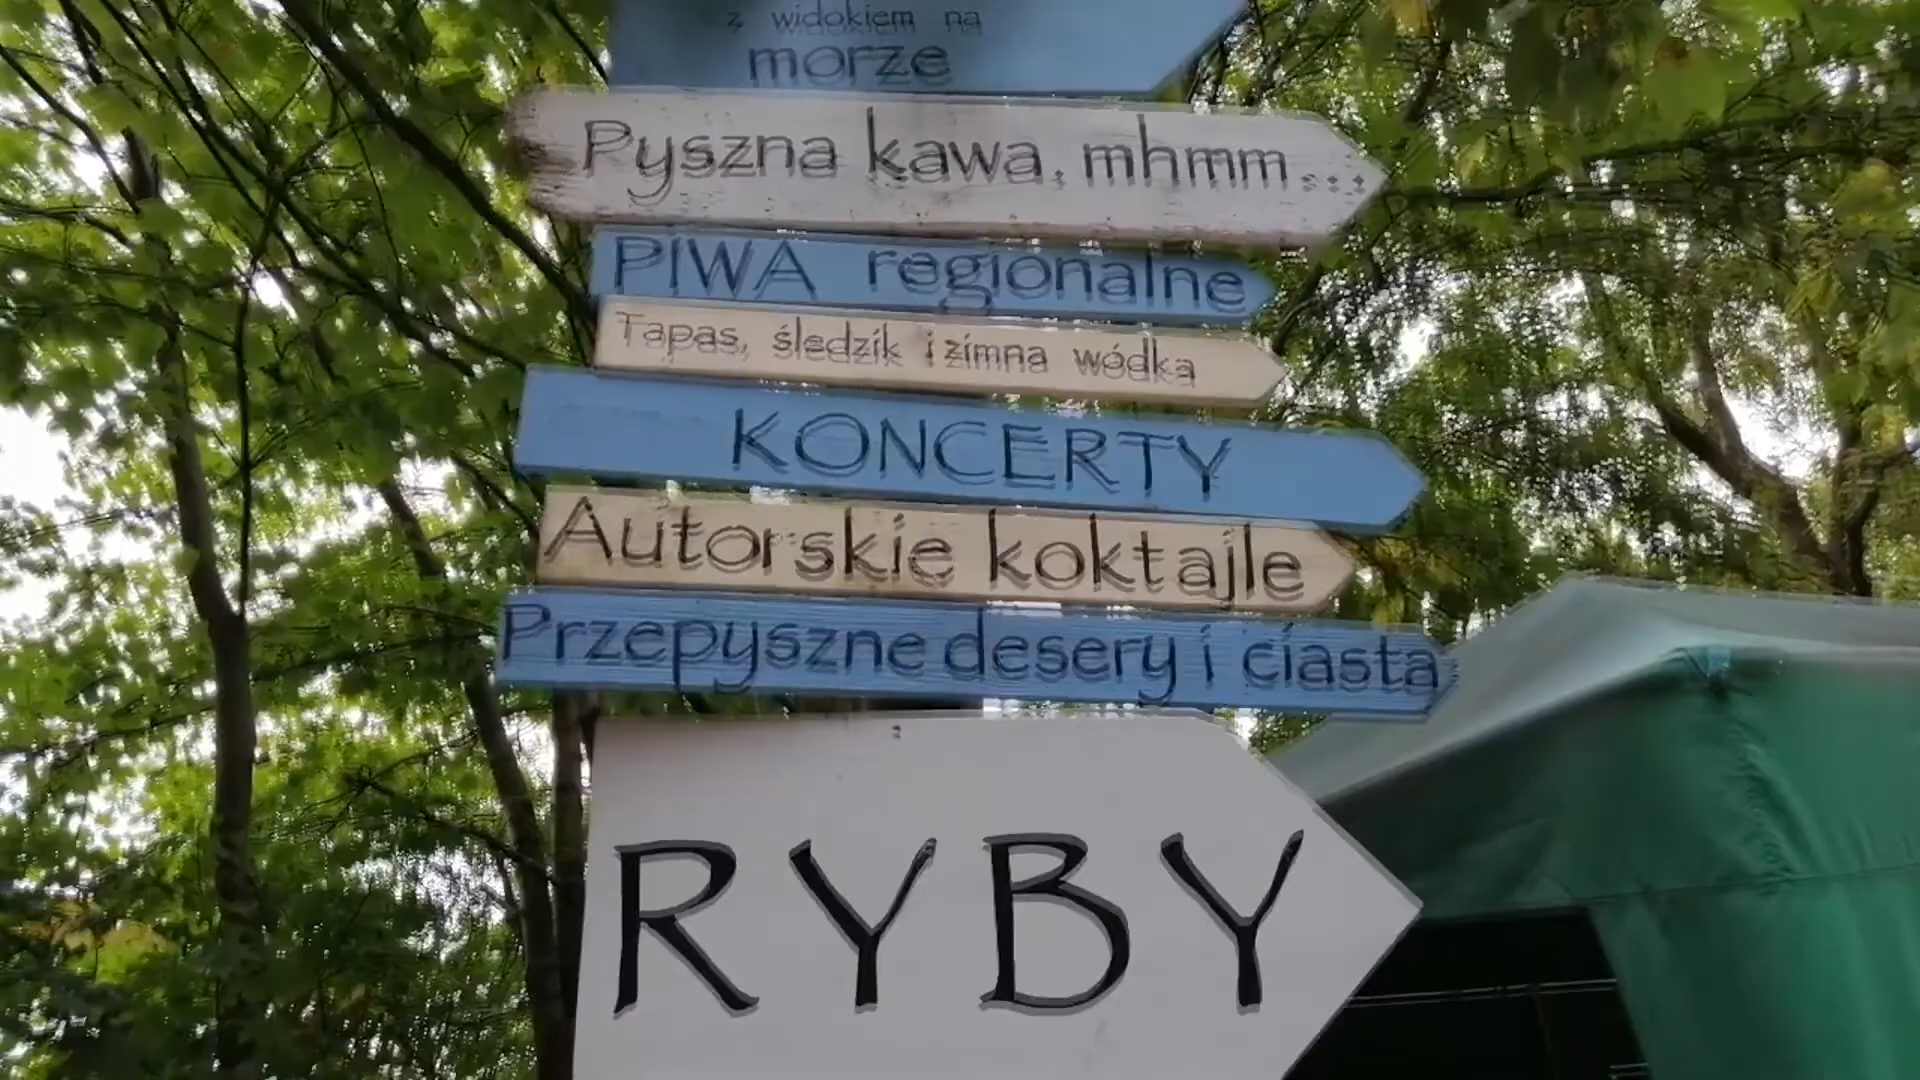 z widokiem na
morze
Pyszna kawa, mhmm...
PIWA regionalne
Tapas, śledzik i zimna wódka
KONCERTY
Autorskie koktajle
Przepyszne desery i ciasta
RYBY